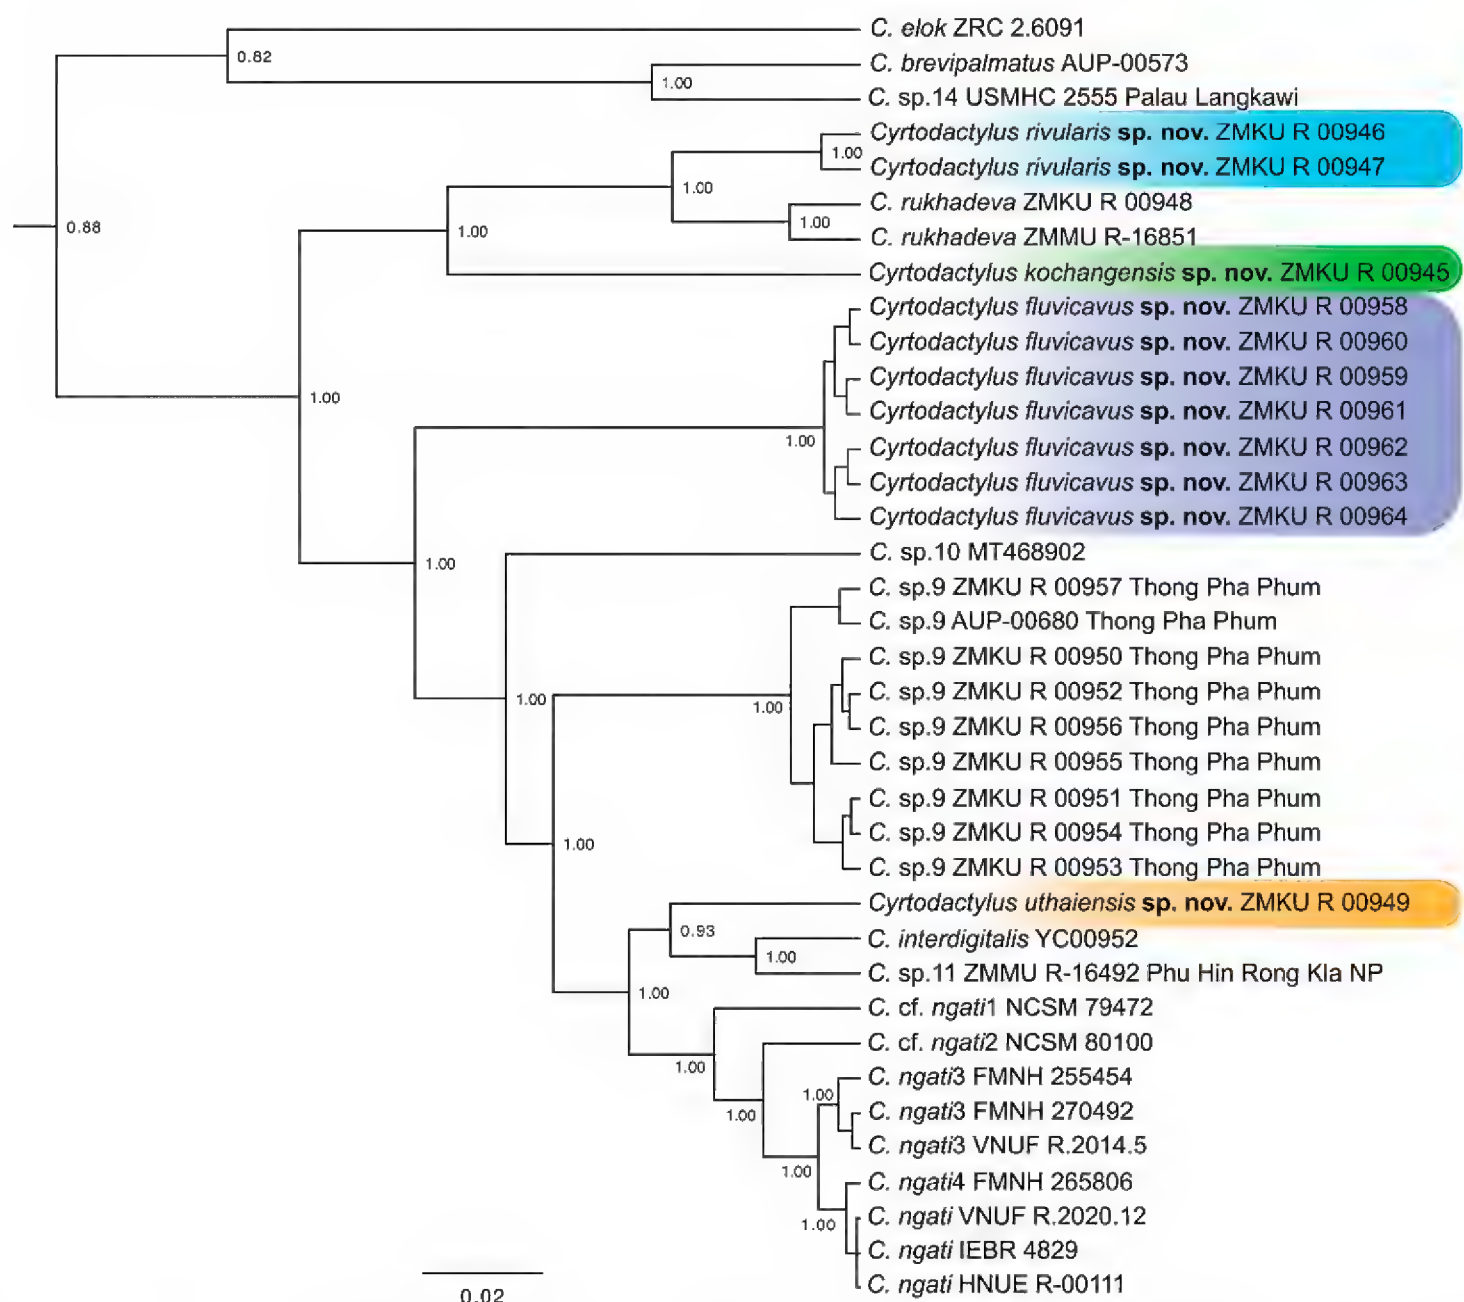 C. elok ZRC 2.6091
0.82
C. brevipalmatus AUP-00573
1.00
C. sp.14 USMHC 2555 Palau Langkawi
Cyrtodactylus rivularis sp. nov. ZMKU R 00946
1.00
Cyrtodactylus rivularis sp. nov. ZMKU R 00947
1.00
C. rukhadeva ZMKU R 00948
1.00
0.88
1.00
C. rukhadeva ZMMU R-16851
Cyrtodactylus kochangensis sp. nov. ZMKU R 00945
Cyrtodactylus fluvicavus sp. nov. ZMKU R 00958
Cyrtodactylus fluvicavus sp. nov. ZMKU R 00960
Cyrtodactylus fluvicavus sp. nov. ZMKU R 00959
1.00
Cyrtodactylus fluvicavus sp. nov. ZMKU R 00961
1.00
Cyrtodactylus fluvicavus sp. nov. ZMKU R 00962
Cyrtodactylus fluvicavus sp. nov. ZMKU R 00963
Cyrtodactylus fluvicavus sp. nov. ZMKU R 00964
C. sp.10 MT468902
1.00
C. sp.9 ZMKU R 00957 Thong Pha Phum
C. sp.9 AUP-00680 Thong Pha Phum
C. sp.9 ZMKU R 00950 Thong Pha Phum
C. sp.9 ZMKU R 00952 Thong Pha Phum
1.00
1.00
C. sp.9 ZMKU R 00956 Thong Pha Phum
C. sp.9 ZMKU R 00955 Thong Pha Phum
C. sp.9 ZMKU R 00951 Thong Pha Phum
C. sp.9 ZMKU R 00954 Thong Pha Phum
1.00
C. sp.9 ZMKU R 00953 Thong Pha Phum
Cyrtodactylus uthaiensis sp. nov. ZMKU R 00949
0.93
C. interdigitalis YC00952
1.00
C. sp.11 ZMMU R-16492 Phu Hin Rong Kla NP
1.00
C. cf. ngati1 NCSM 79472
C. cf. ngati2 NCSM 80100
1.00
C. ngati3 FMNH 255454
1.00
C. ngati3 FMNH 270492
1.00
C. ngati3 VNUF R.2014.5
1.00
C. ngati4 FMNH 265806
C. ngati VNUF R.2020.12
1.00
C. ngati IEBR 4829
C. ngati HNUE R-00111
0.02